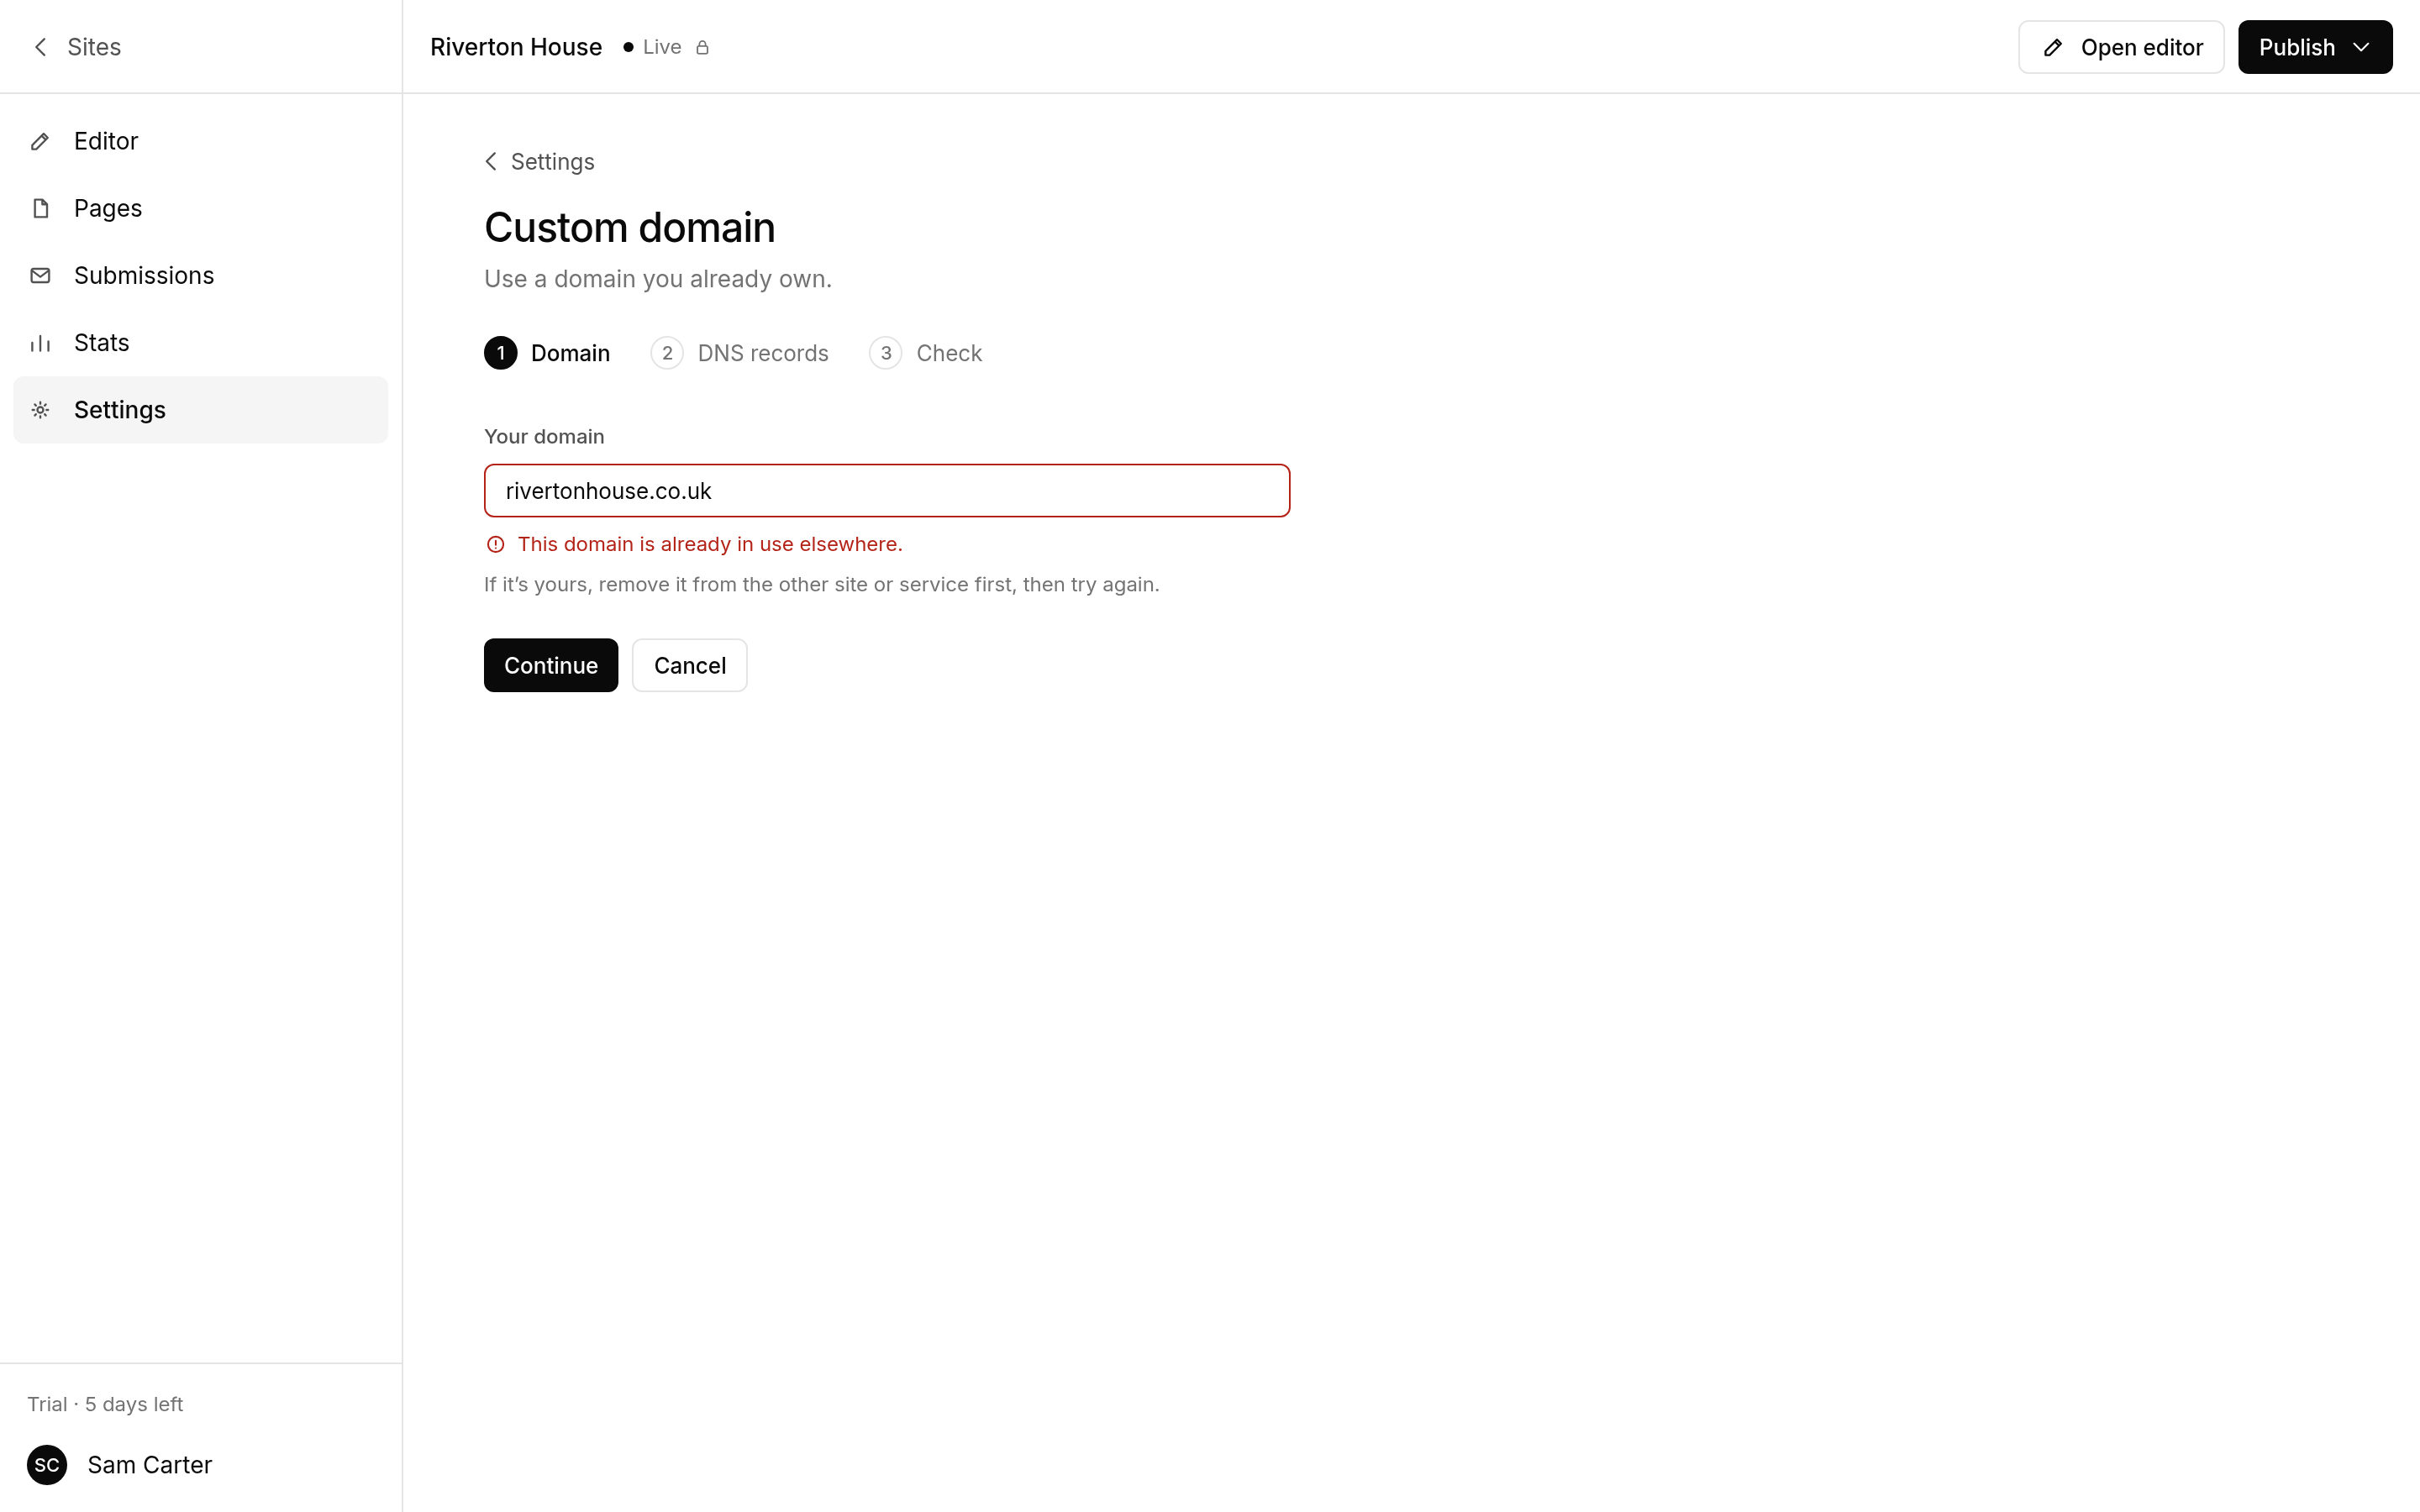 Sites
Riverton House
Live
Open editor
Publish
Editor
Pages
Submissions
Stats
Settings
Settings
Custom domain
Use a domain you already own.
1 Domain
2 DNS records
3 Check
Your domain
rivertonhouse.co.uk
This domain is already in use elsewhere.
If it’s yours, remove it from the other site or service first, then try again.
Continue
Cancel
Trial · 5 days left
SC
Sam Carter